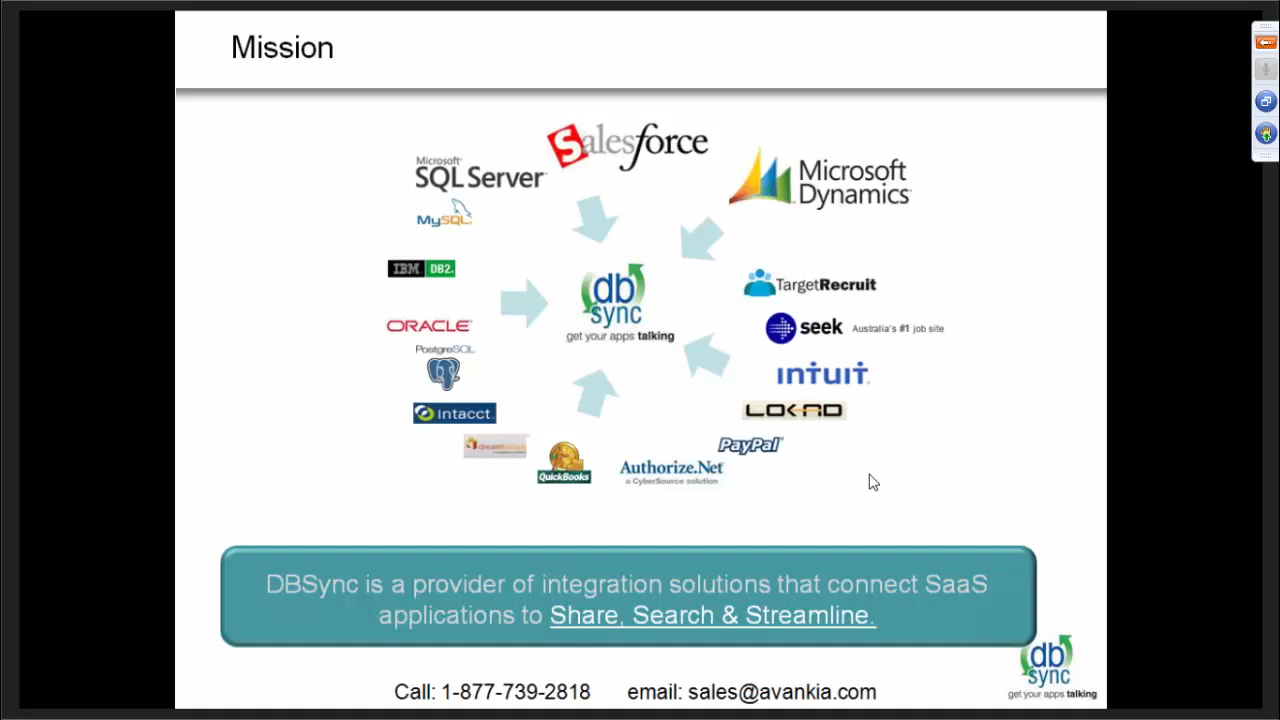 Mission
Salesforce
Microsoft
SQL Server
Microsoft
Dynamics
MySQL
IBM DB2.
db
sync
get your apps talking
TargetRecruit
seek Australia's #1 job site
ORACLE
PostgreSQL
INTUIT
Intacct
LOKAD
dreamfactory
PayPal
QuickBooks
Authorize.Net
a CyberSource solution
DBSync is a provider of integration solutions that connect SaaS
applications to Share, Search & Streamline.
db
sync
get your apps talking
Call: 1-877-739-2818 email: sales@avankia.com